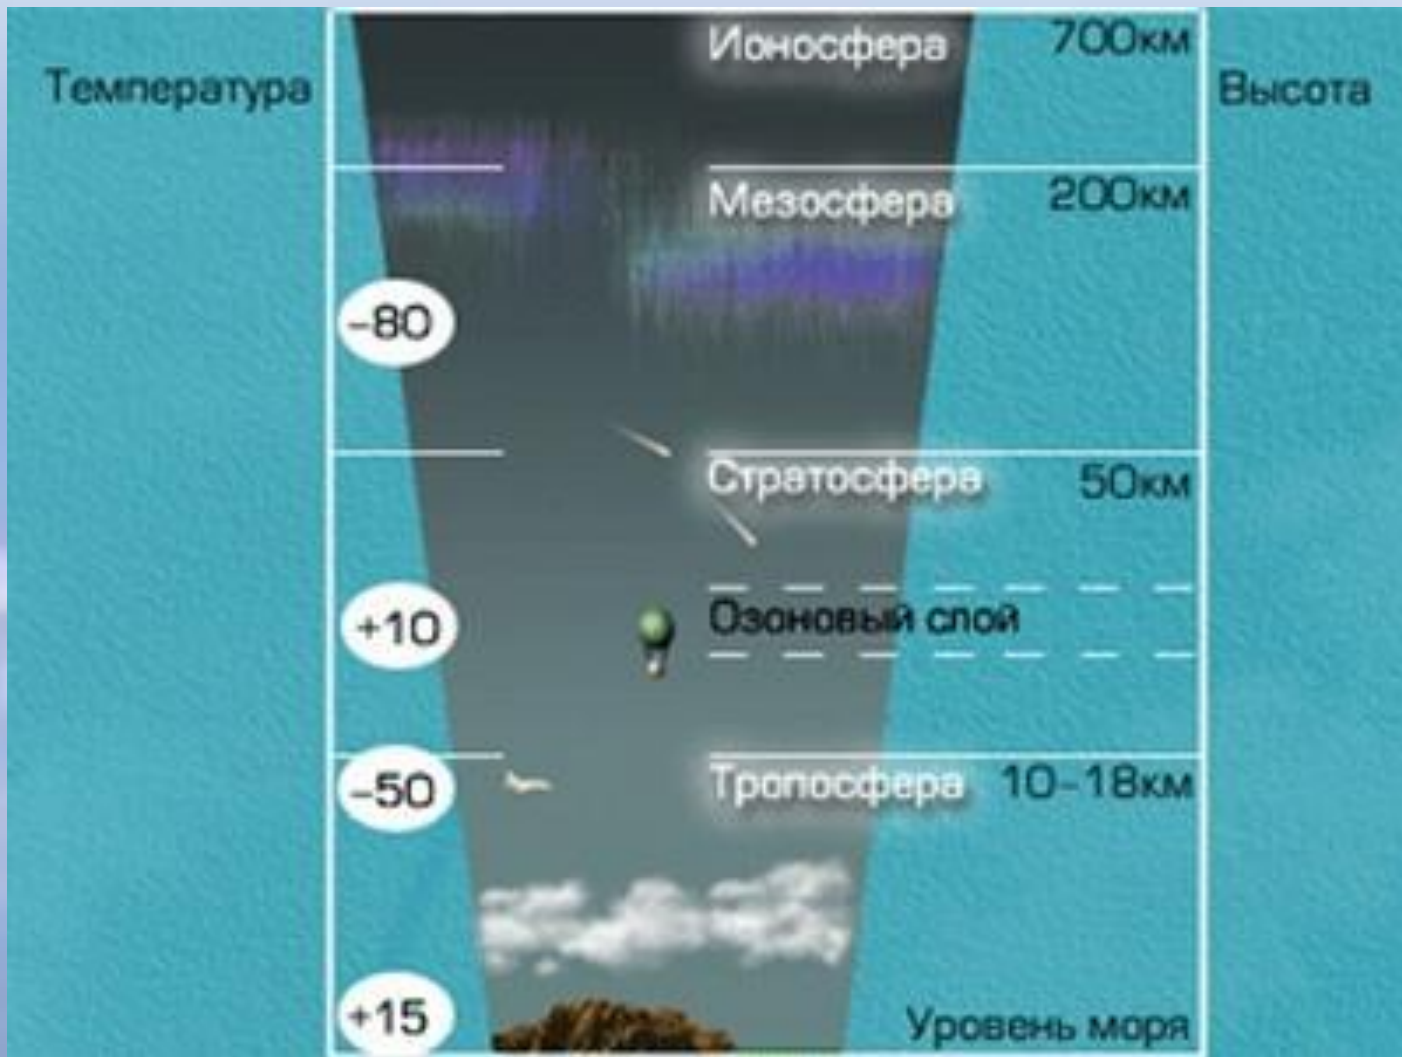 Ионосфера 700км
Температура Высота
Мезосфера 200км
-80
Стратосфера 50км
+10 Озоновый слой
-50 Тропосфера 10-18км
+15 Уровень моря